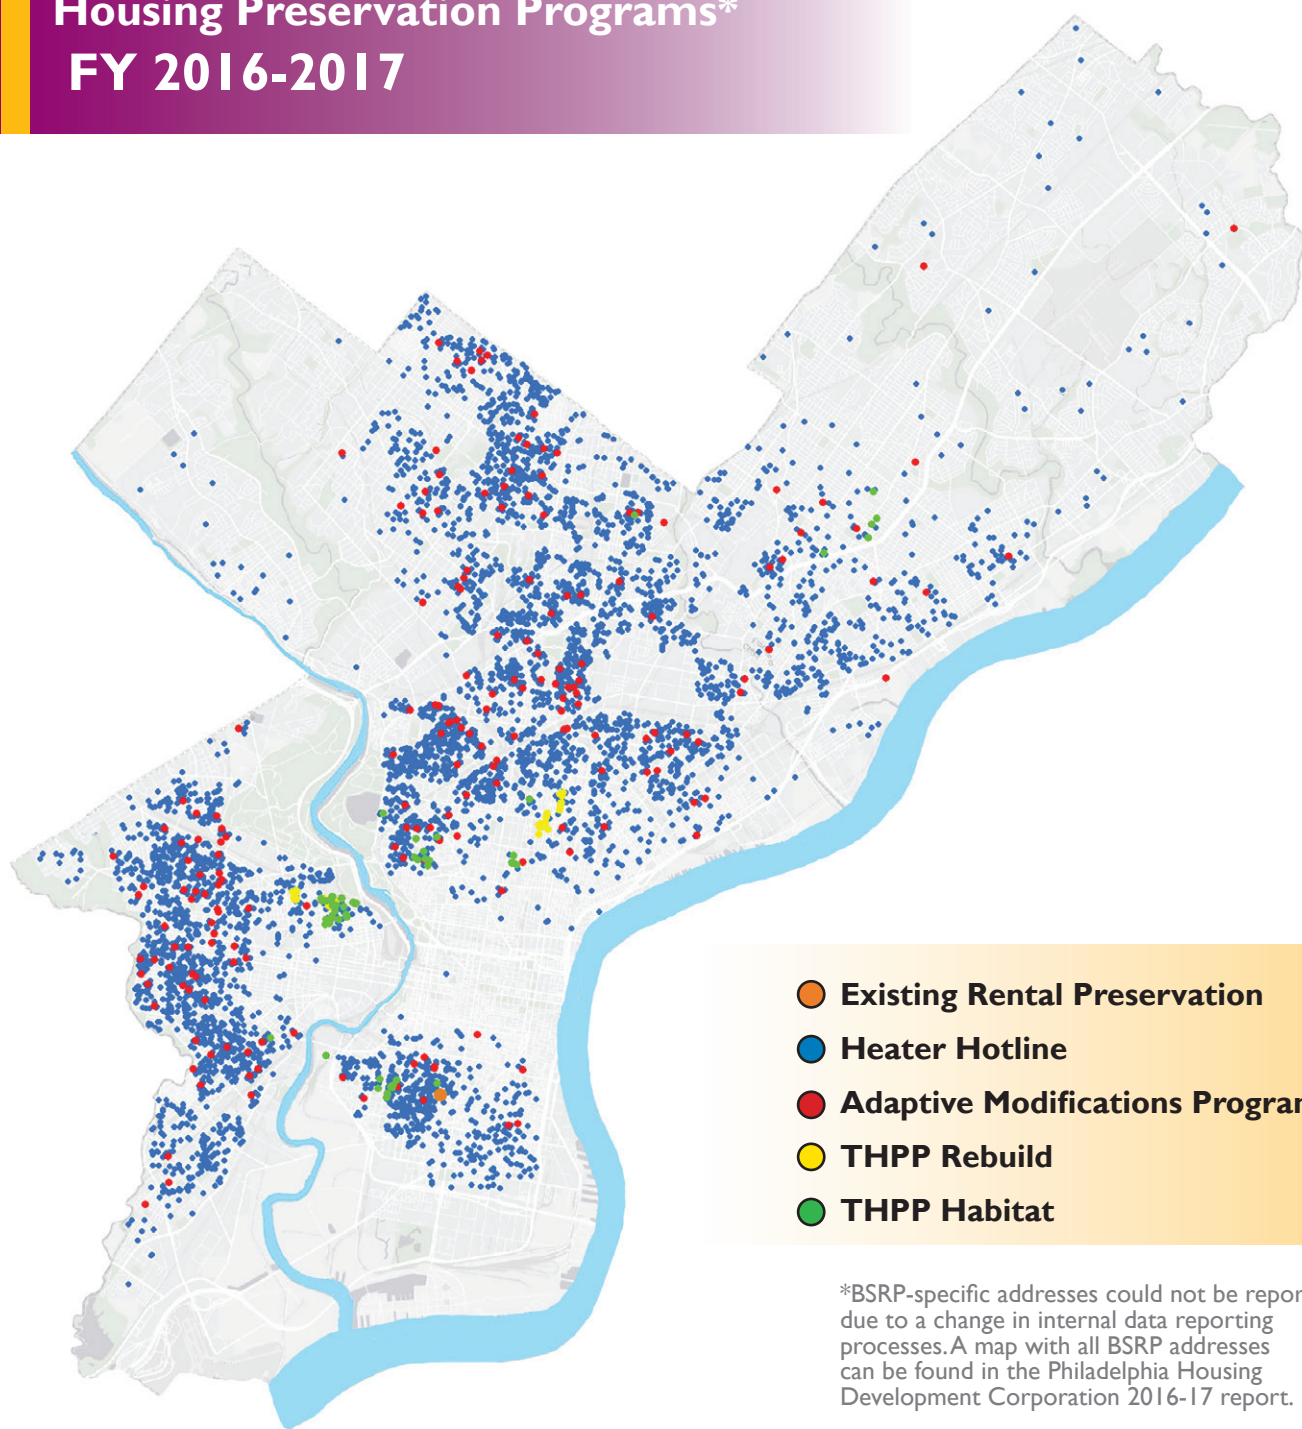 Housing Preservation Programs*
FY 2016-2017
Existing Rental Preservation
Heater Hotline
Adaptive Modifications Program
THPP Rebuild
THPP Habitat
*BSRP-specific addresses could not be repor
due to a change in internal data reporting
processes. A map with all BSRP addresses
can be found in the Philadelphia Housing
Development Corporation 2016-17 report.